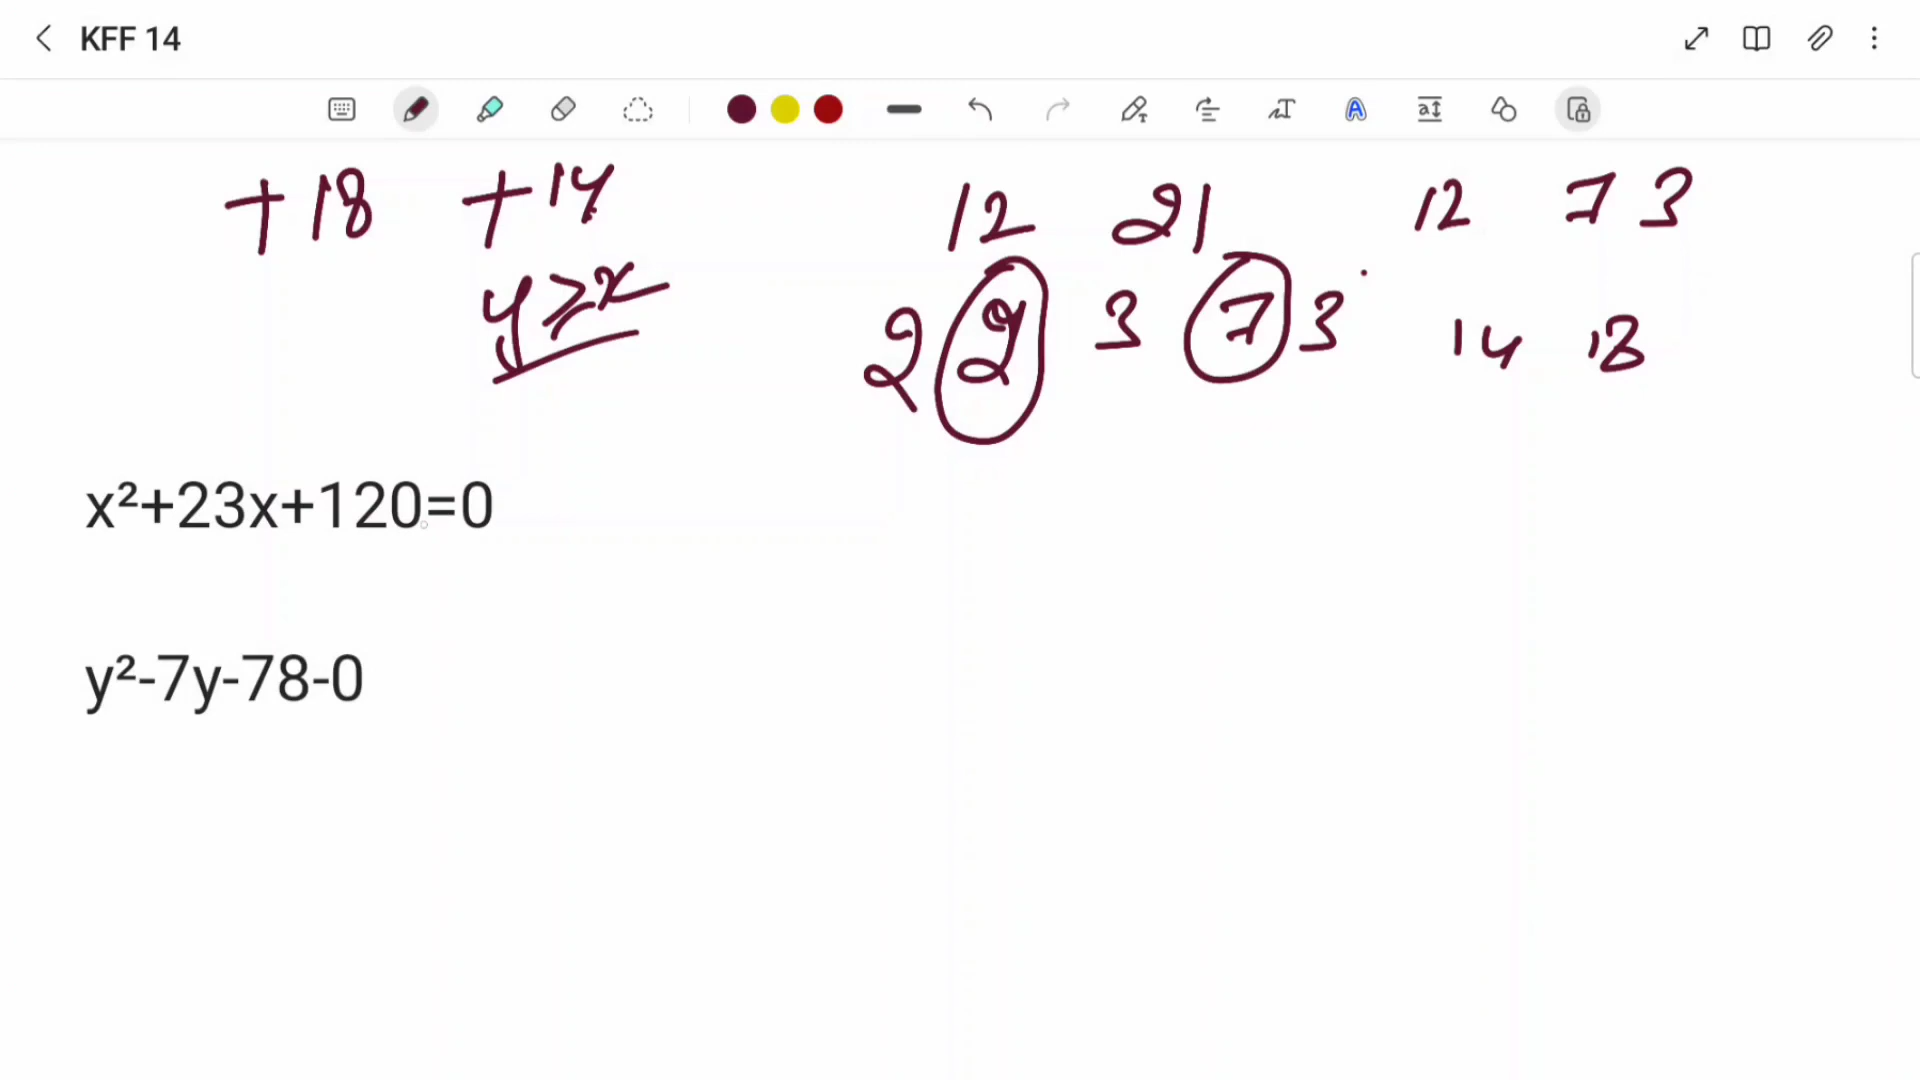 KFF 14
+18 +14 12 21 12 7 3
y≥x 2 2 3 7 3 14 18
x²+23x+120=0
y²-7y-78-0